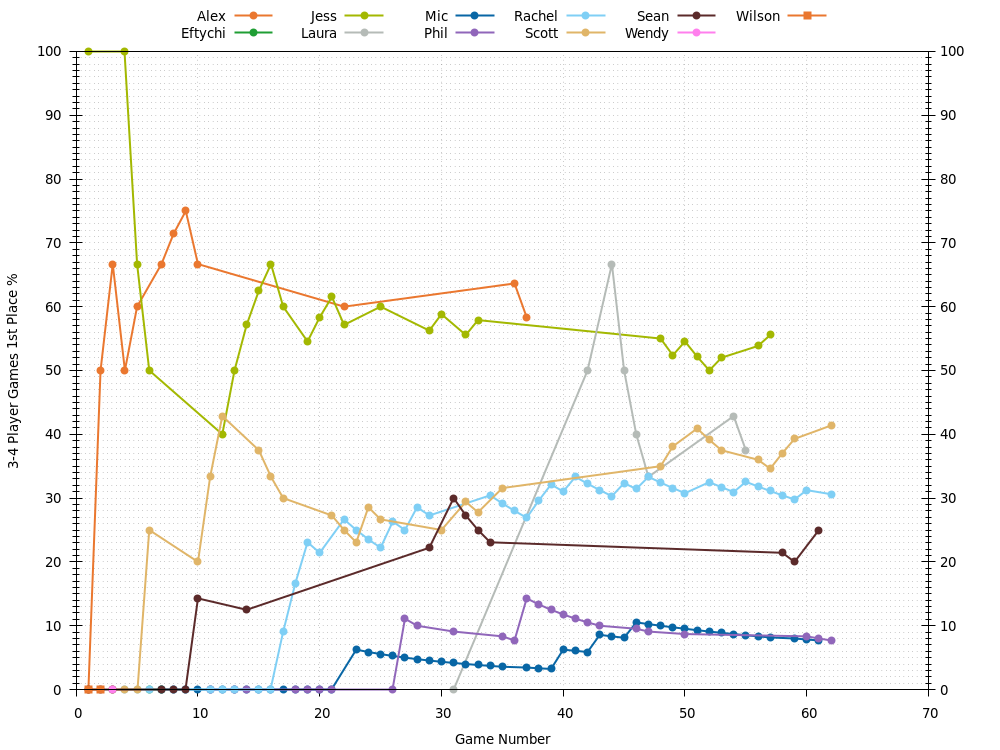 Alex Jess Mic Rachel Sean Wilson
Eftychi Laura Phil Scott Wendy
100 100
90 90
80 80
70 70
60 60
50 50
40 40
30 30
20 20
10 10
0 0
0 10 20 30 40 50 60 70
3-4 Player Games 1st Place %
Game Number